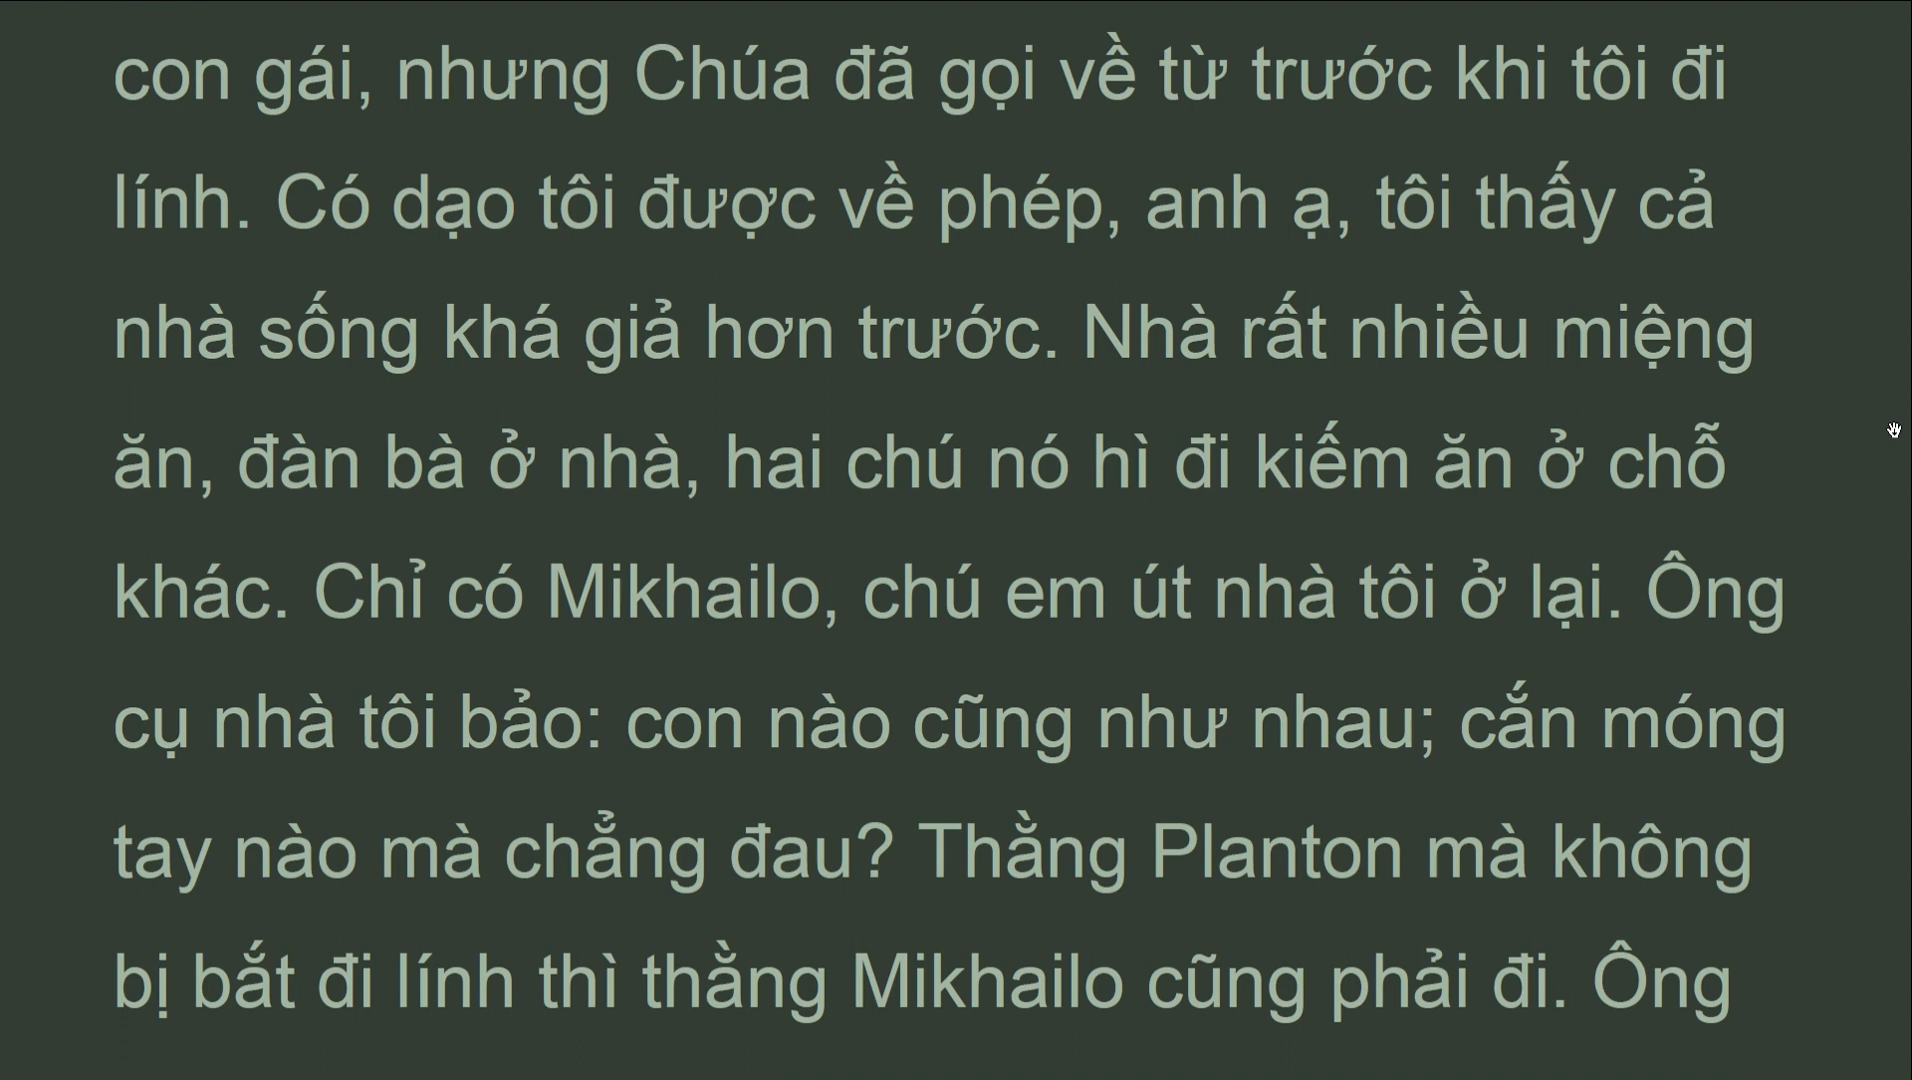 con gái, nhưng Chúa đã gọi về từ trước khi tôi đi
lính. Có dạo tôi được về phép, anh ạ, tôi thấy cả
nhà sống khá giả hơn trước. Nhà rất nhiều miệng
ăn, đàn bà ở nhà, hai chú nó hì đi kiếm ăn ở chỗ
khác. Chỉ có Mikhailo, chú em út nhà tôi ở lại. Ông
cụ nhà tôi bảo: con nào cũng như nhau; cắn móng
tay nào mà chẳng đau? Thằng Planton mà không
bị bắt đi lính thì thằng Mikhailo cũng phải đi. Ông